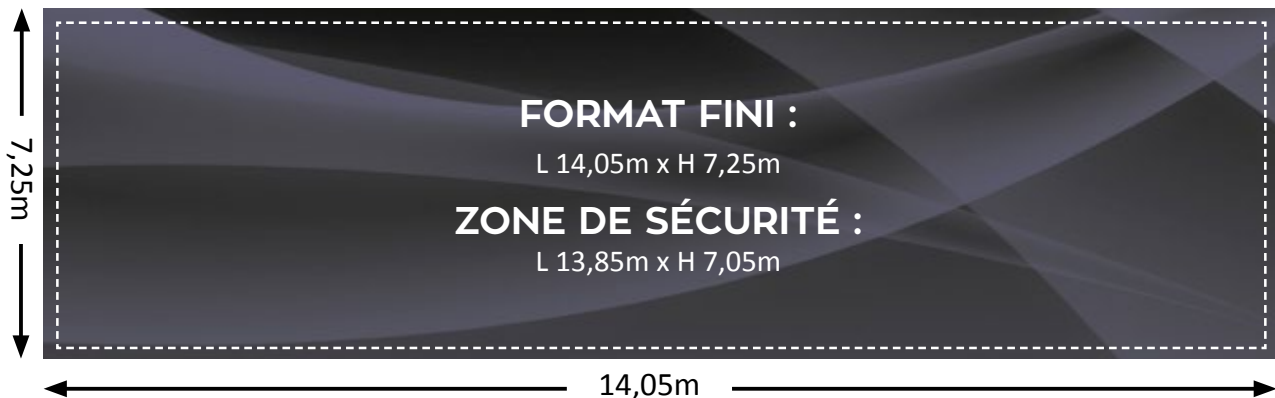 FORMAT FINI :
L 14,05m x H 7,25m
ZONE DE SÉCURITÉ :
L 13,85m x H 7,05m
7,25m
14,05m